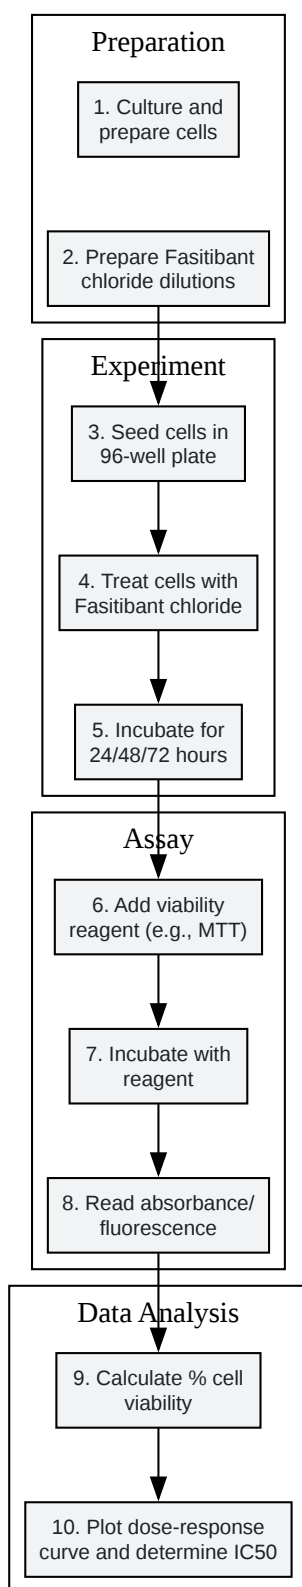 Preparation
1. Culture and
prepare cells
2. Prepare Fasitibant
chloride dilutions
Experiment
3. Seed cells in
96-well plate
4. Treat cells with
Fasitibant chloride
5. Incubate for
24/48/72 hours
Assay
6. Add viability
reagent (e.g., MTT)
7. Incubate with
reagent
8. Read absorbance/
fluorescence
Data Analysis
9. Calculate % cell
viability
10. Plot dose-response
curve and determine IC50